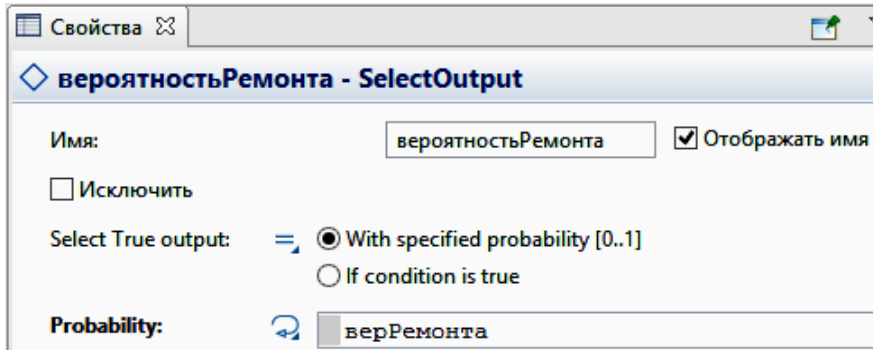 Свойства
вероятностьРемонта - SelectOutput
Имя: вероятностьРемонта Отображать имя
Исключить
Select True output: With specified probability [0..1]
If condition is true
Probability: верРемонта